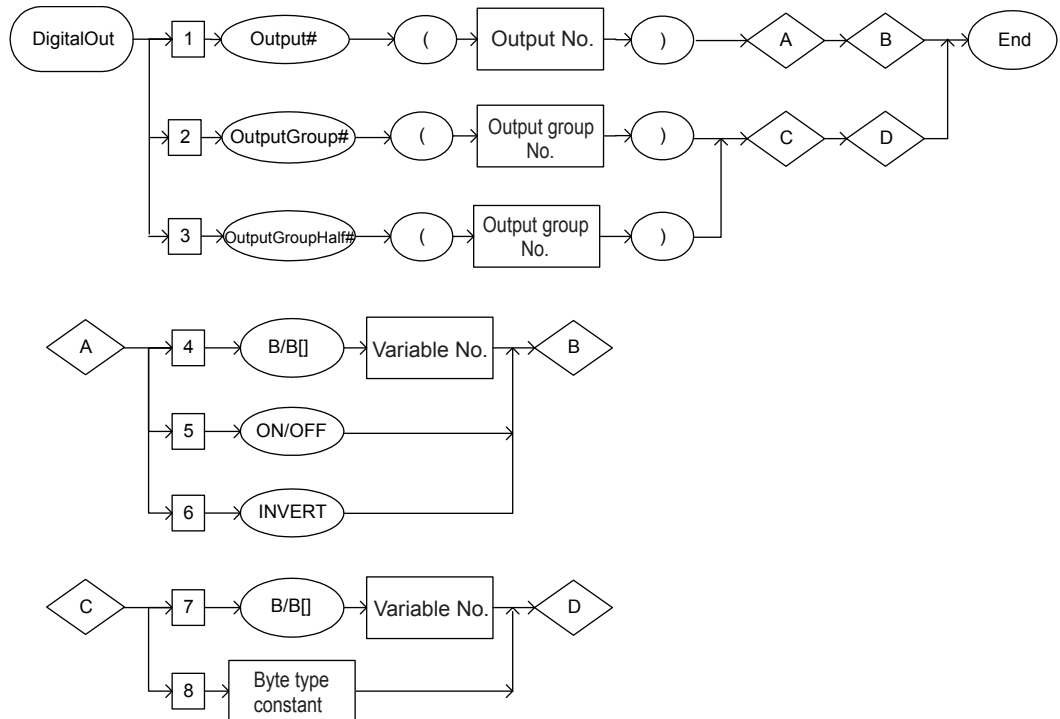 DigitalOut 1 Output# ( Output No. ) A B End
2 OutputGroup# ( Output group No. ) C D
3 OutputGroupHalf# ( Output group No. )
A 4 B/B[] Variable No. B
5 ON/OFF
6 INVERT
C 7 B/B[] Variable No. D
8 Byte type constant